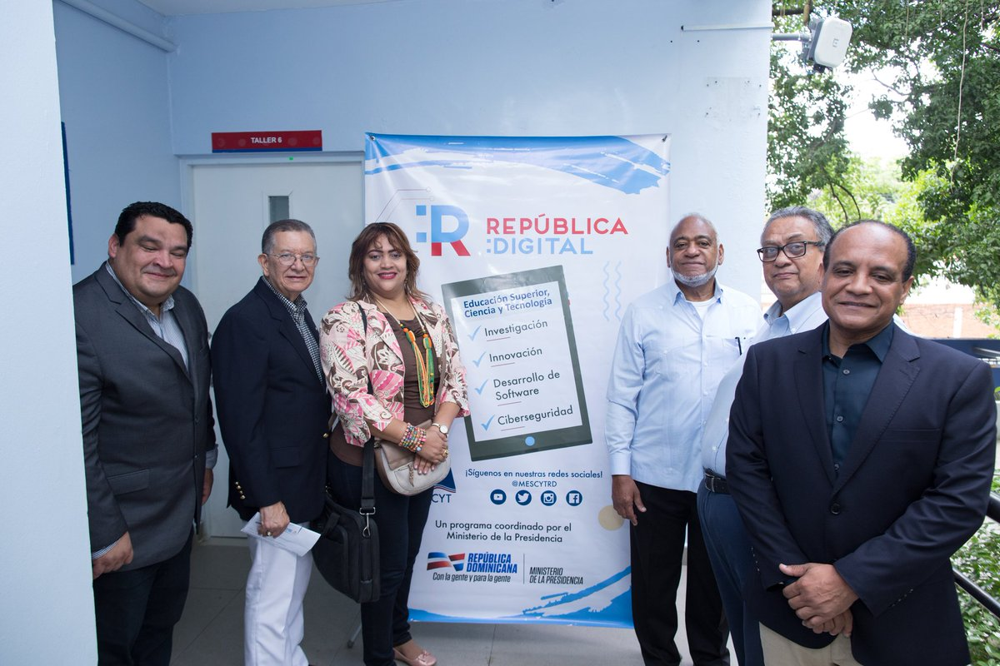 TALLER 6
:R REPÚBLICA
:DIGITAL
Educación Superior,
Ciencia y Tecnología
Investigación
Innovación
Desarrollo de
Software
Ciberseguridad
¡Síguenos en nuestras redes sociales!
@MESCYTRD
CYT
Un programa coordinado por el
Ministerio de la Presidencia
REPÚBLICA
DOMINICANA
Con la gente y para la gente
MINISTERIO
DE LA PRESIDENCIA